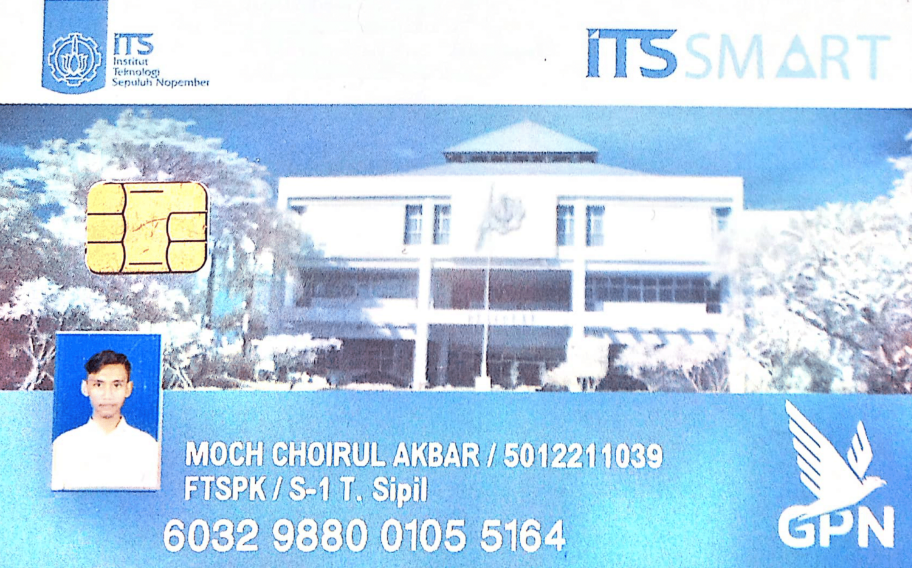 ITS
Institut
Teknologi
Sepuluh Nopember
ITS SMART
MOCH CHOIRUL AKBAR / 5012211039
FTSPK / S-1 T. Sipil
6032 9880 0105 5164
GPN